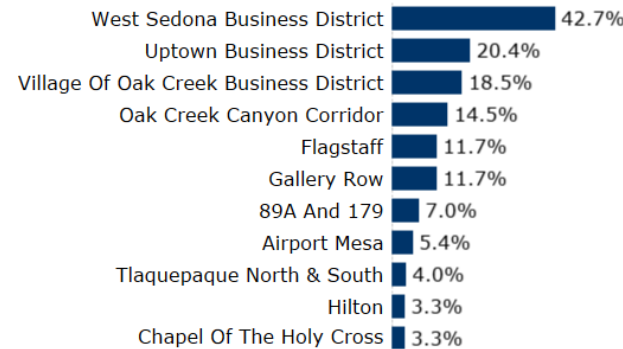 West Sedona Business District 42.7%
Uptown Business District 20.4%
Village Of Oak Creek Business District 18.5%
Oak Creek Canyon Corridor 14.5%
Flagstaff 11.7%
Gallery Row 11.7%
89A And 179 7.0%
Airport Mesa 5.4%
Tlaquepaque North & South 4.0%
Hilton 3.3%
Chapel Of The Holy Cross 3.3%